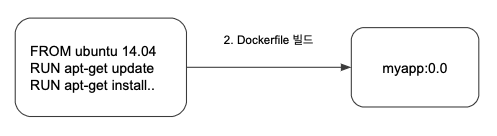 FROM ubuntu 14.04
RUN apt-get update
RUN apt-get install..
2. Dockerfile 빌드
myapp:0.0